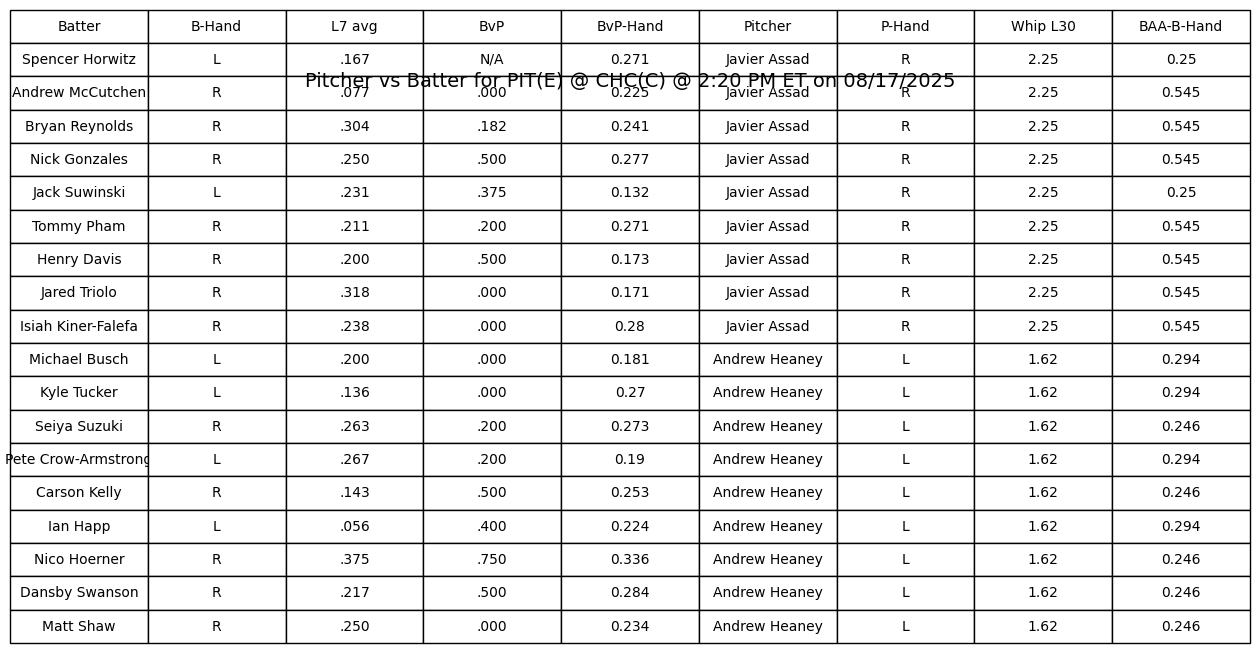 Batter B-Hand L7 avg BvP BvP-Hand Pitcher P-Hand Whip L30 BAA-B-Hand
Spencer Horwitz L .167 N/A 0.271 Javier Assad R 2.25 0.25
Pitcher vs Batter for PIT(E) @ CHC(C) @ 2:20 PM ET on 08/17/2025
Andrew McCutchen R .077 .000 0.225 Javier Assad R 2.25 0.545
Bryan Reynolds R .304 .182 0.241 Javier Assad R 2.25 0.545
Nick Gonzales R .250 .500 0.277 Javier Assad R 2.25 0.545
Jack Suwinski L .231 .375 0.132 Javier Assad R 2.25 0.25
Tommy Pham R .211 .200 0.271 Javier Assad R 2.25 0.545
Henry Davis R .200 .500 0.173 Javier Assad R 2.25 0.545
Jared Triolo R .318 .000 0.171 Javier Assad R 2.25 0.545
Isiah Kiner-Falefa R .238 .000 0.28 Javier Assad R 2.25 0.545
Michael Busch L .200 .000 0.181 Andrew Heaney L 1.62 0.294
Kyle Tucker L .136 .000 0.27 Andrew Heaney L 1.62 0.294
Seiya Suzuki R .263 .200 0.273 Andrew Heaney L 1.62 0.246
Pete Crow-Armstrong L .267 .200 0.19 Andrew Heaney L 1.62 0.294
Carson Kelly R .143 .500 0.253 Andrew Heaney L 1.62 0.246
Ian Happ L .056 .400 0.224 Andrew Heaney L 1.62 0.294
Nico Hoerner R .375 .750 0.336 Andrew Heaney L 1.62 0.246
Dansby Swanson R .217 .500 0.284 Andrew Heaney L 1.62 0.246
Matt Shaw R .250 .000 0.234 Andrew Heaney L 1.62 0.246